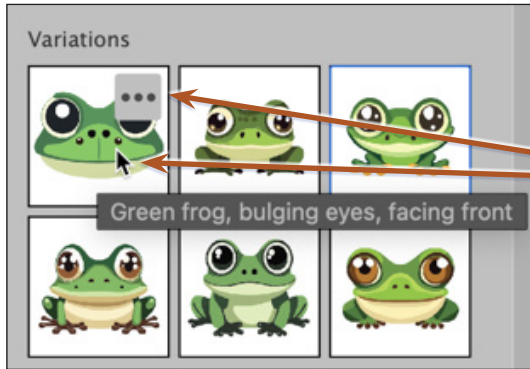 Variations
Green frog, bulging eyes, facing front